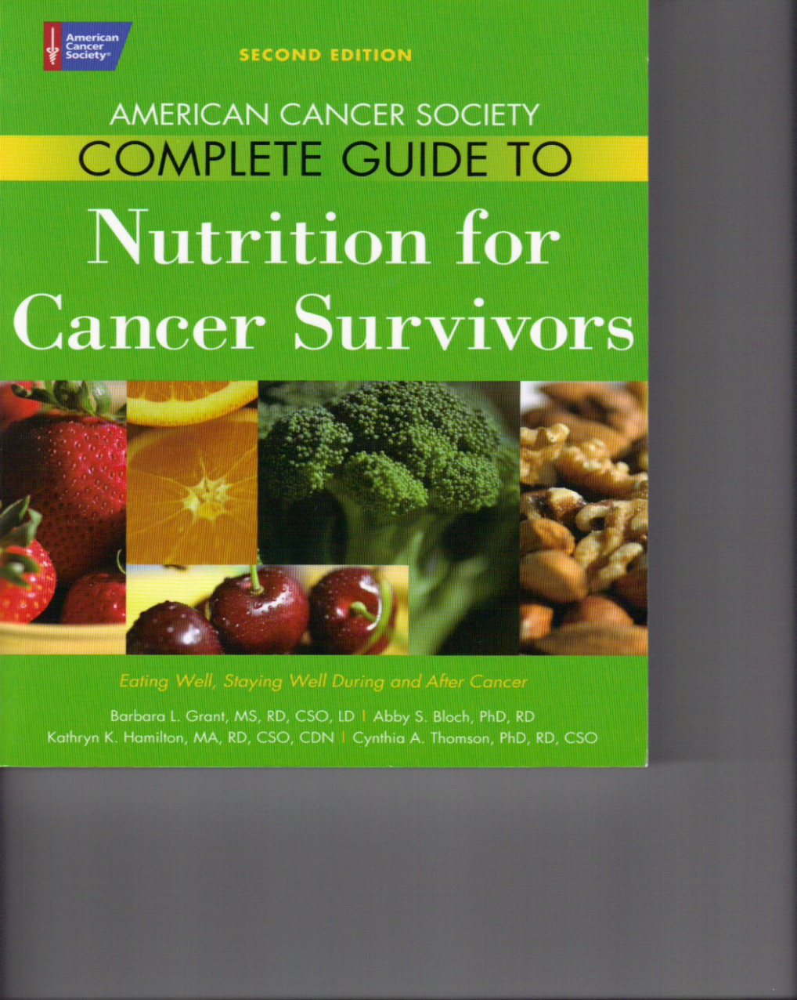 American
Cancer
Society®
SECOND EDITION
AMERICAN CANCER SOCIETY
COMPLETE GUIDE TO
Nutrition for
Cancer Survivors
Eating Well, Staying Well During and After Cancer
Barbara L. Grant, MS, RD, CSO, LD | Abby S. Bloch, PhD, RD
Kathryn K. Hamilton, MA, RD, CSO, CDN | Cynthia A. Thomson, PhD, RD, CSO